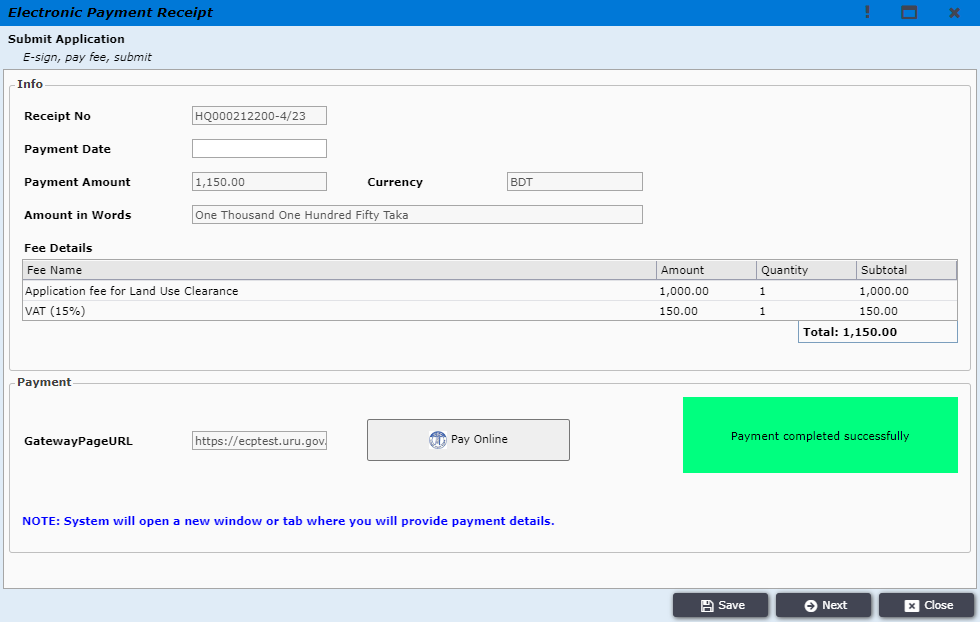 Electronic Payment Receipt
Submit Application
E-sign, pay fee, submit
Info
Receipt No HQ000212200-4/23
Payment Date
Payment Amount 1,150.00 Currency BDT
Amount in Words One Thousand One Hundred Fifty Taka
Fee Details
Fee Name Amount Quantity Subtotal
Application fee for Land Use Clearance 1,000.00 1 1,000.00
VAT (15%) 150.00 1 150.00
Total: 1,150.00
Payment
GatewayPageURL https://ecptest.uru.gov. Pay Online Payment completed successfully
NOTE: System will open a new window or tab where you will provide payment details.
Save Next Close